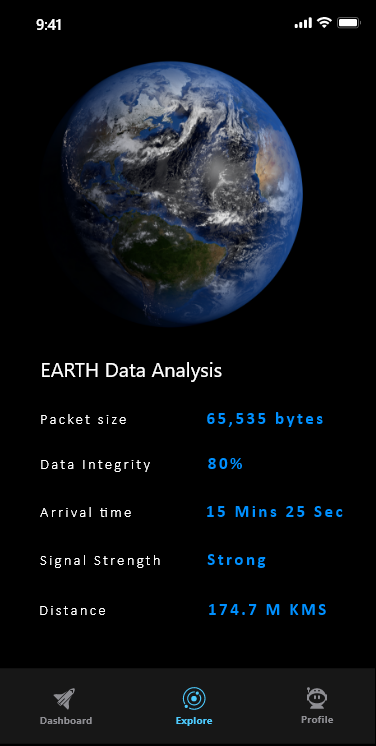 9:41
EARTH Data Analysis
Packet size 65,535 bytes
Data Integrity 80%
Arrival time 15 Mins 25 Sec
Signal Strength Strong
Distance 174.7 M KMS
Dashboard Explore Profile